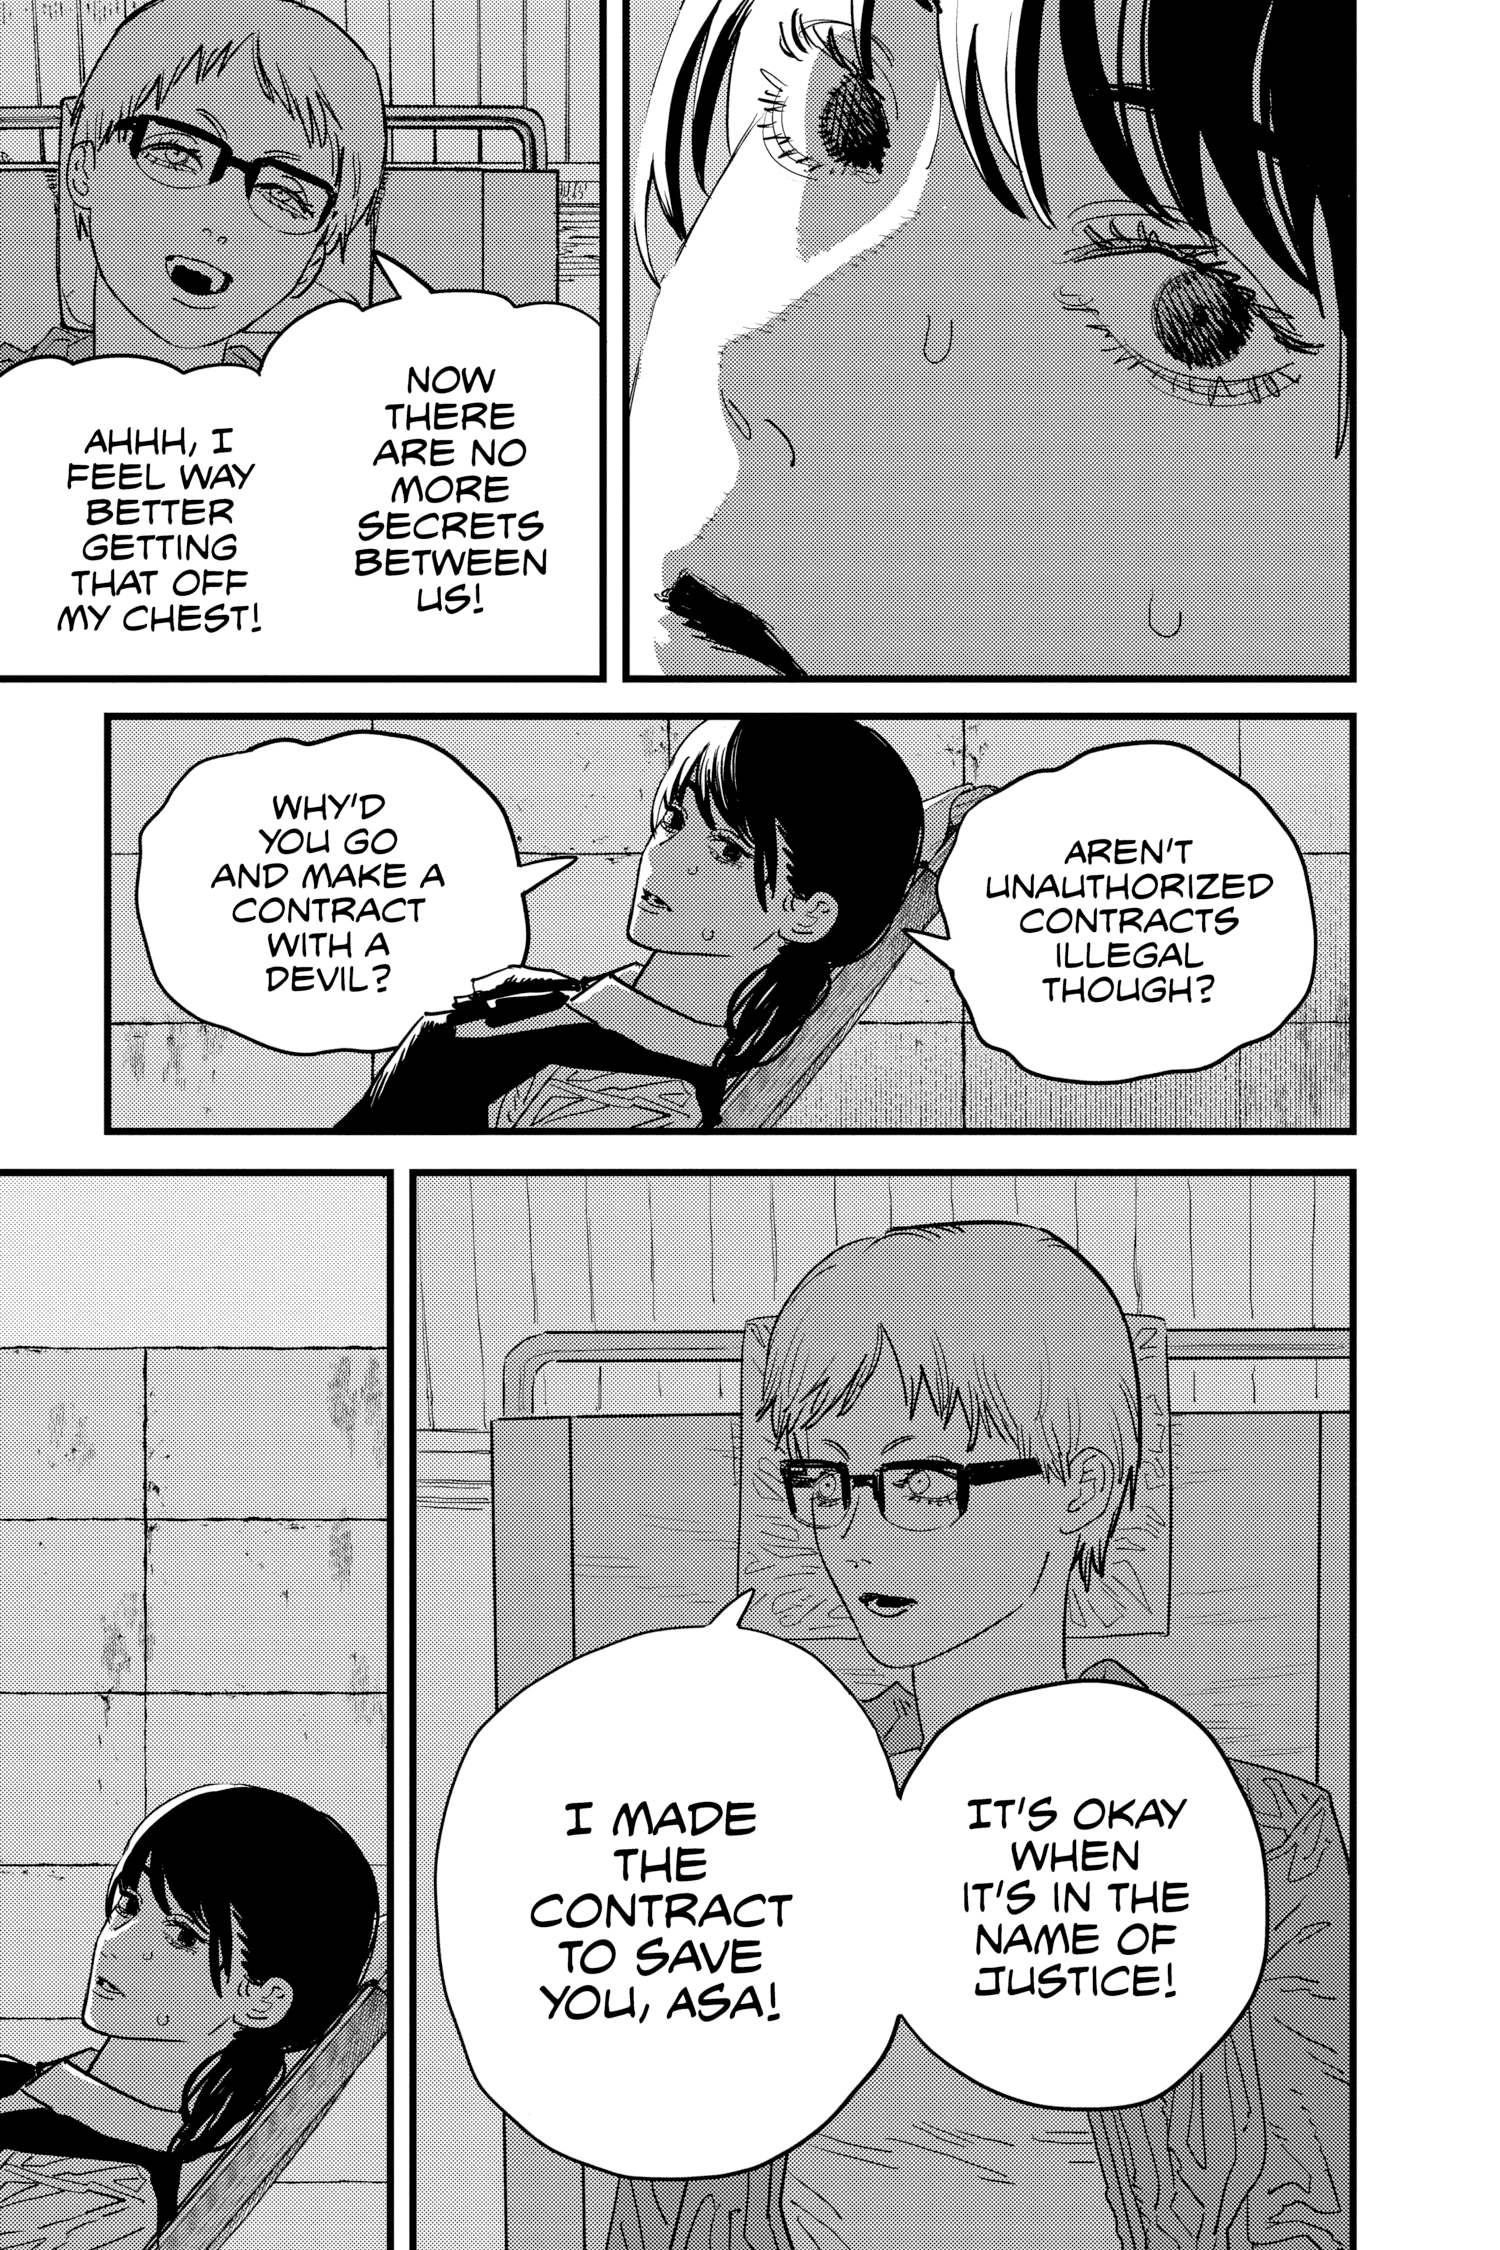 NOW
THERE
ARE NO
MORE
SECRETS
BETWEEN
US!
AHHH, I
FEEL WAY
BETTER
GETTING
THAT OFF
MY CHEST!
AREN'T
UNAUTHORIZED
CONTRACTS
ILLEGAL
THOUGH?
WHY'D
YOU GO
AND MAKE A
CONTRACT
WITH A
DEVIL?
IT'S OKAY
WHEN
IT'S IN THE
NAME OF
JUSTICE!
I MADE
THE
CONTRACT
TO SAVE
YOU, ASA!